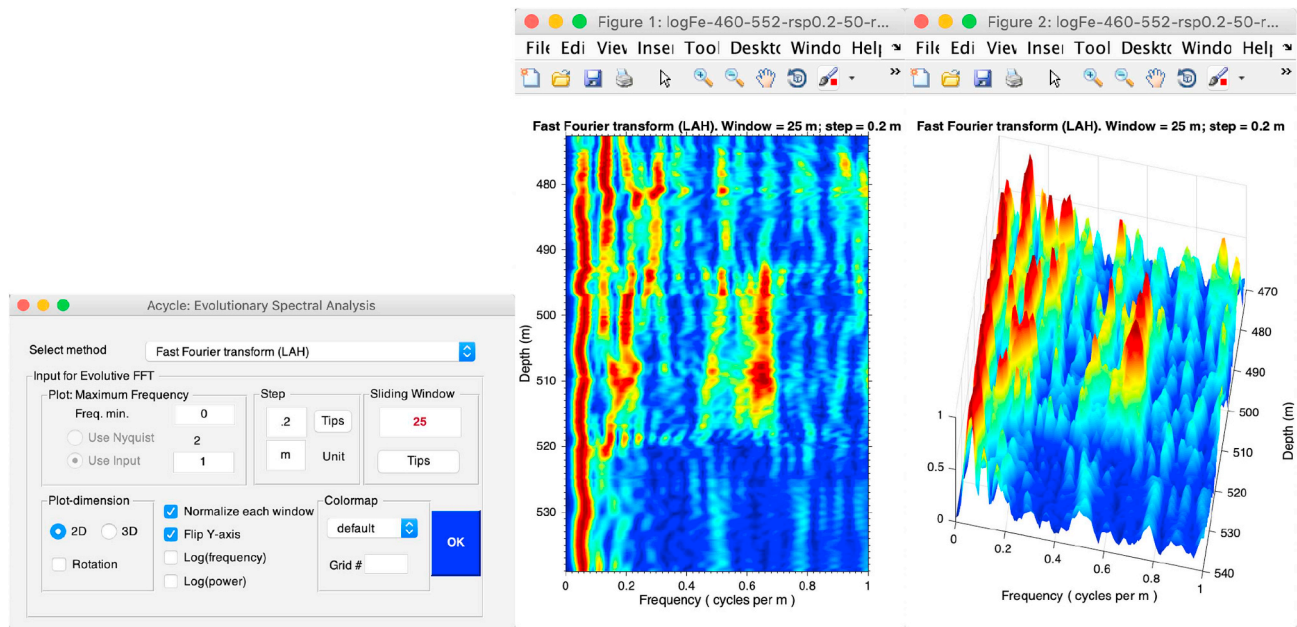 Figure 1: logFe-460-552-rsp0.2-50-r...
File Edi Viev Inser Tool Deskto Windo Help
Fast Fourier transform (LAH). Window = 25 m; step = 0.2 m
480
490
500
510
520
530
Depth (m)
0 0.2 0.4 0.6 0.8 1
Frequency ( cycles per m )
Figure 2: logFe-460-552-rsp0.2-50-r...
File Edi Viev Inser Tool Deskto Windo Help
Fast Fourier transform (LAH). Window = 25 m; step = 0.2 m
1
0.5
0
0 0.2 0.4 0.6 0.8 1
Frequency ( cycles per m )
470
480
490
500
510
520
530
540
Depth (m)
Acycle: Evolutionary Spectral Analysis
Select method Fast Fourier transform (LAH)
Input for Evolutive FFT
Plot: Maximum Frequency
Freq. min. 0
Use Nyquist 2
Use Input 1
Step
.2 Tips
m Unit
Sliding Window
25
Tips
Plot-dimension
2D 3D
Rotation
Normalize each window
Flip Y-axis
Log(frequency)
Log(power)
Colormap
default
Grid #
OK